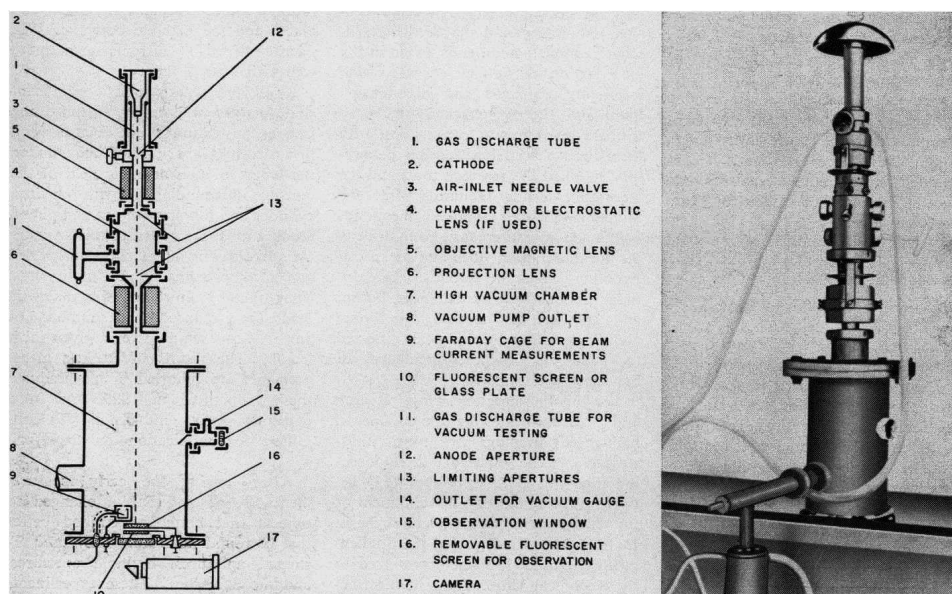 2
12
1
3
5
4
13
11
6
7
14
15
8
16
9
17
10
1. GAS DISCHARGE TUBE
2. CATHODE
3. AIR-INLET NEEDLE VALVE
4. CHAMBER FOR ELECTROSTATIC
LENS (IF USED)
5. OBJECTIVE MAGNETIC LENS
6. PROJECTION LENS
7. HIGH VACUUM CHAMBER
8. VACUUM PUMP OUTLET
9. FARADAY CAGE FOR BEAM
CURRENT MEASUREMENTS
10. FLUORESCENT SCREEN OR
GLASS PLATE
11. GAS DISCHARGE TUBE FOR
VACUUM TESTING
12. ANODE APERTURE
13. LIMITING APERTURES
14. OUTLET FOR VACUUM GAUGE
15. OBSERVATION WINDOW
16. REMOVABLE FLUORESCENT
SCREEN FOR OBSERVATION
17. CAMERA